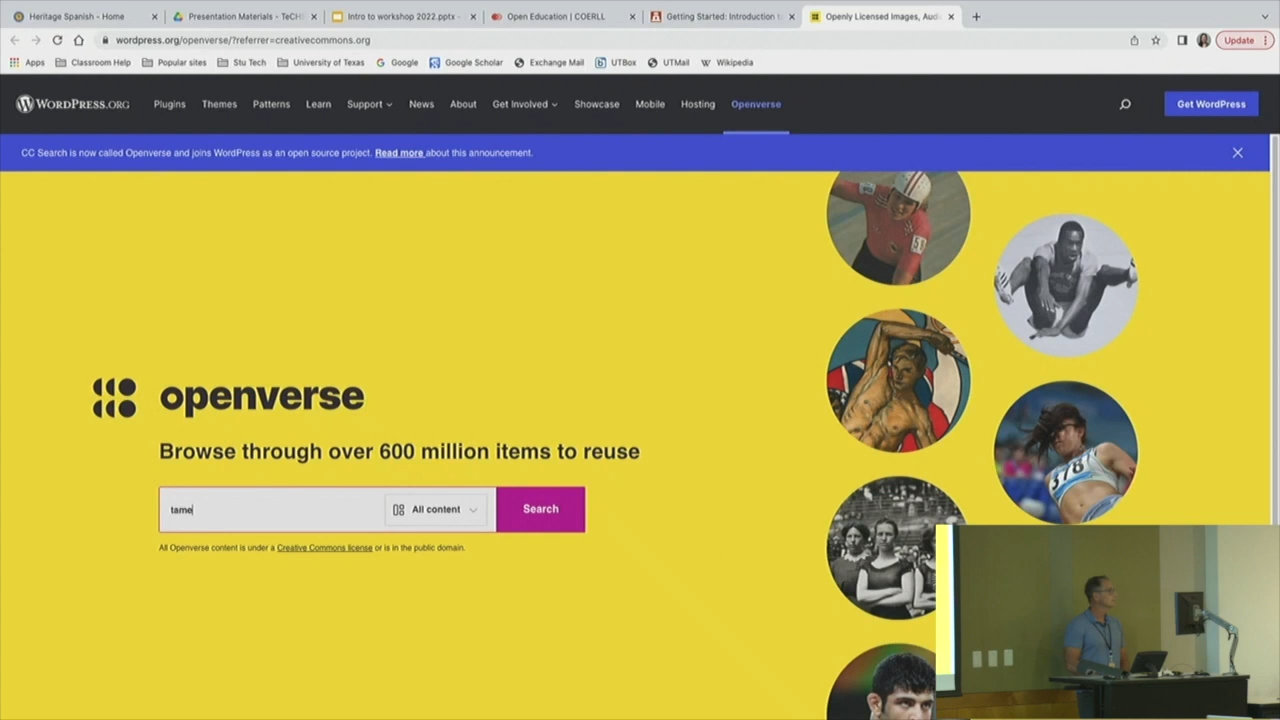 Heritage Spanish - Home
Presentation Materials - TeCH:
Intro to workshop 2022.pptx -
Open Education | COERLL
Getting Started: Introduction to
Openly Licensed Images, Aud
wordpress.org/openverse/?referrer=creativecommons.org
Update
Apps
Classroom Help
Popular sites
Stu Tech
University of Texas
Google
Google Scholar
Exchange Mail
UTBox
UTMail
Wikipedia
WORDPRESS.ORG
Plugins
Themes
Patterns
Learn
Support
News
About
Get Involved
Showcase
Mobile
Hosting
Openverse
Get WordPress
CC Search is now called Openverse and joins WordPress as an open source project. Read more about this announcement.
openverse
Browse through over 600 million items to reuse
tame
All content
Search
All Openverse content is under a Creative Commons license or is in the public domain.
378